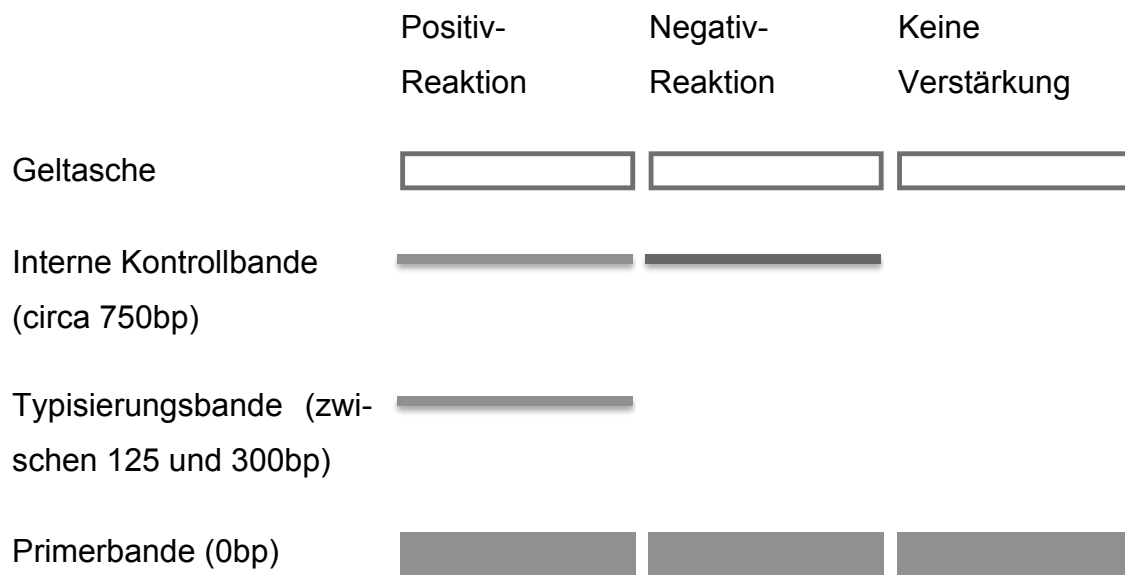 Positiv-
Reaktion
Negativ-
Reaktion
Keine
Verstärkung
Geltasche
Interne Kontrollbande
(circa 750bp)
Typisierungsbande (zwi-
schen 125 und 300bp)
Primerbande (0bp)